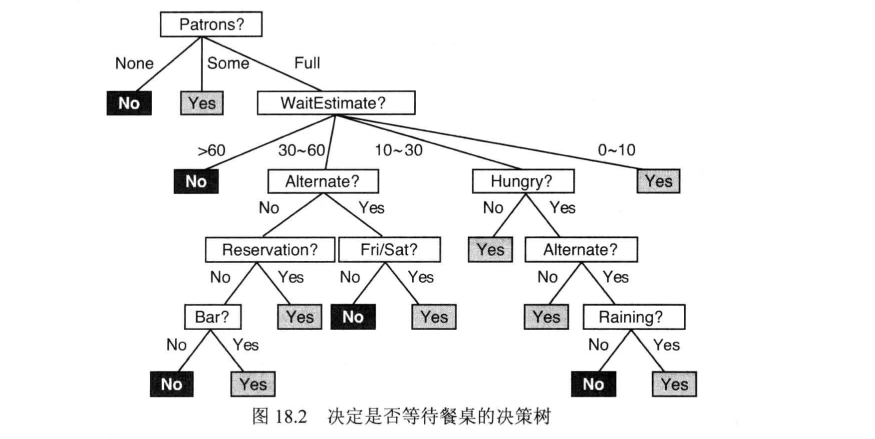 Patrons?
None Some Full
No Yes WaitEstimate?
>60 30~60 10~30 0~10
No Alternate? Hungry? Yes
No Yes No Yes
Reservation? Fri/Sat? Yes Alternate?
No Yes No Yes No Yes
Bar? Yes No Yes Yes Raining?
No Yes No Yes
No Yes No Yes
图 18.2 决定是否等待餐桌的决策树